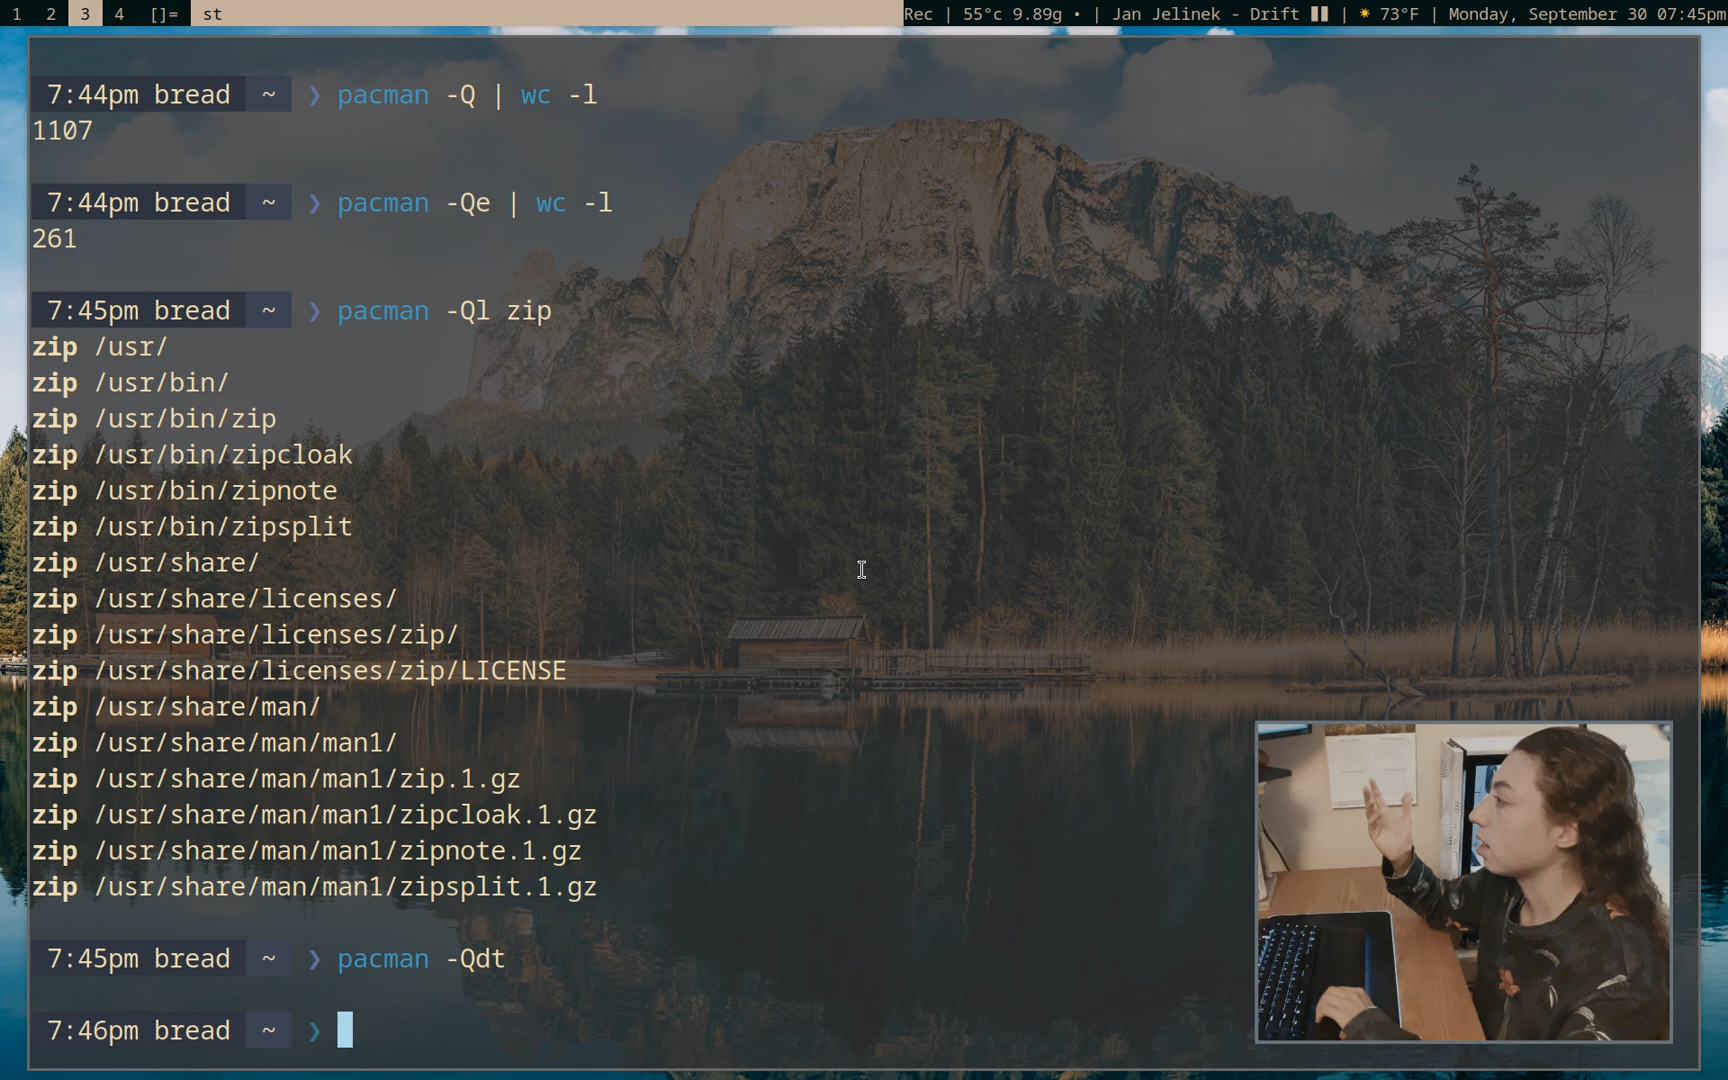 1 2 3 4 []= st Rec | 55°c 9.89g • | Jan Jelinek - Drift ▮▮ | ☀ 73°F | Monday, September 30 07:45pm
7:44pm bread ~ ❯ pacman -Q | wc -l
1107
7:44pm bread ~ ❯ pacman -Qe | wc -l
261
7:45pm bread ~ ❯ pacman -Ql zip
zip /usr/
zip /usr/bin/
zip /usr/bin/zip
zip /usr/bin/zipcloak
zip /usr/bin/zipnote
zip /usr/bin/zipsplit
zip /usr/share/
zip /usr/share/licenses/
zip /usr/share/licenses/zip/
zip /usr/share/licenses/zip/LICENSE
zip /usr/share/man/
zip /usr/share/man/man1/
zip /usr/share/man/man1/zip.1.gz
zip /usr/share/man/man1/zipcloak.1.gz
zip /usr/share/man/man1/zipnote.1.gz
zip /usr/share/man/man1/zipsplit.1.gz
7:45pm bread ~ ❯ pacman -Qdt
7:46pm bread ~ ❯